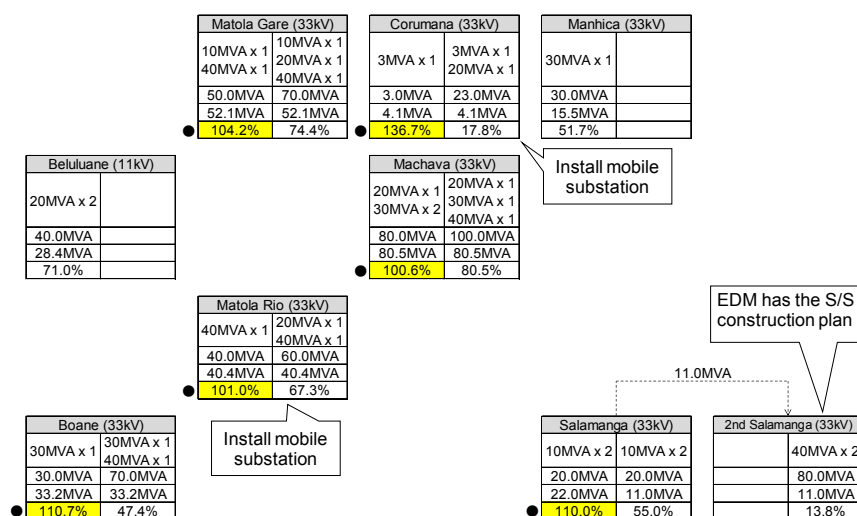 Matola Gare (33kV)
10MVA x 1
40MVA x 1
10MVA x 1
20MVA x 1
40MVA x 1
50.0MVA 70.0MVA
52.1MVA 52.1MVA
104.2% 74.4%
Corumana (33kV)
3MVA x 1
3MVA x 1
20MVA x 1
3.0MVA 23.0MVA
4.1MVA 4.1MVA
136.7% 17.8%
Manhica (33kV)
30MVA x 1
30.0MVA
15.5MVA
51.7%
Install mobile
substation
Beluluane (11kV)
20MVA x 2
40.0MVA
28.4MVA
71.0%
Machava (33kV)
20MVA x 1
30MVA x 2
20MVA x 1
30MVA x 1
40MVA x 1
80.0MVA 100.0MVA
80.5MVA 80.5MVA
100.6% 80.5%
Matola Rio (33kV)
40MVA x 1
20MVA x 1
40MVA x 1
40.0MVA 60.0MVA
40.4MVA 40.4MVA
101.0% 67.3%
EDM has the S/S
construction plan
11.0MVA
Boane (33kV)
30MVA x 1
30MVA x 1
40MVA x 1
30.0MVA 70.0MVA
33.2MVA 33.2MVA
110.7% 47.4%
Install mobile
substation
Salamanga (33kV)
10MVA x 2 10MVA x 2
20.0MVA 20.0MVA
22.0MVA 11.0MVA
110.0% 55.0%
2nd Salamanga (33kV)
40MVA x 2
80.0MVA
11.0MVA
13.8%